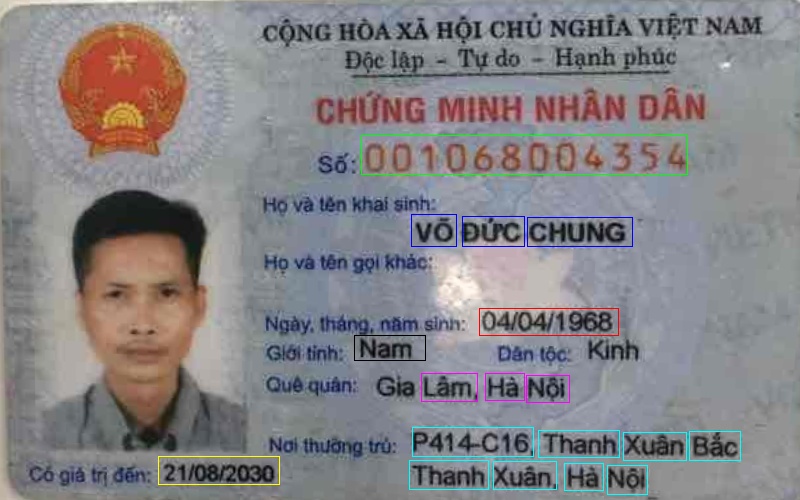 CỘNG HÒA XÃ HỘI CHỦ NGHĨA VIỆT NAM
Độc lập - Tự do - Hạnh phúc
CHỨNG MINH NHÂN DÂN
Số: 001068004354
Họ và tên khai sinh:
VÕ ĐỨC CHUNG
Họ và tên gọi khác:
Ngày, tháng, năm sinh: 04/04/1968
Giới tính: Nam Dân tộc: Kinh
Quê quán: Gia Lâm, Hà Nội
Nơi thường trú: P414-C16, Thanh Xuân Bắc
Thanh Xuân, Hà Nội
Có giá trị đến: 21/08/2030